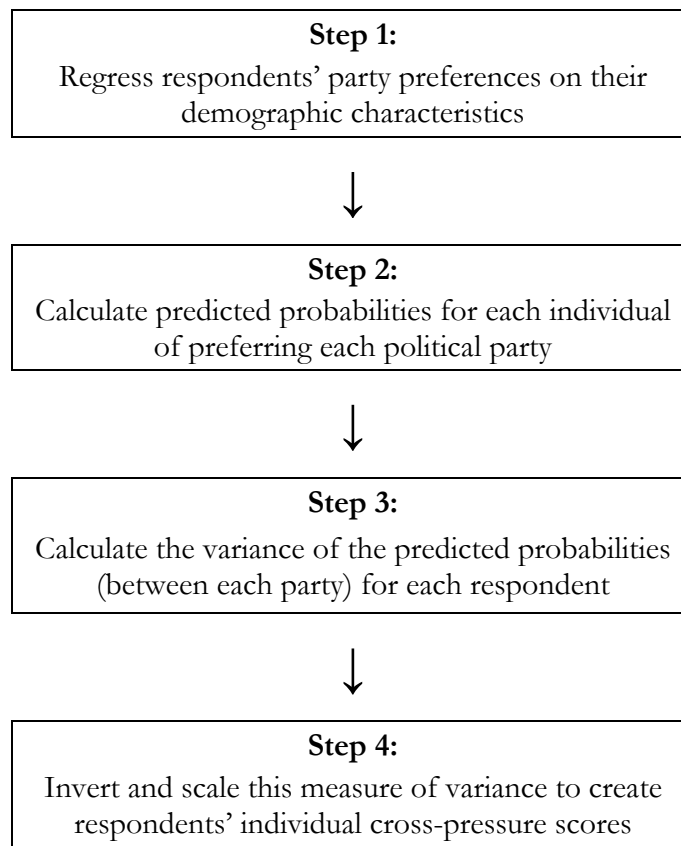 Step 1:
Regress respondents’ party preferences on their
demographic characteristics
Step 2:
Calculate predicted probabilities for each individual
of preferring each political party
Step 3:
Calculate the variance of the predicted probabilities
(between each party) for each respondent
Step 4:
Invert and scale this measure of variance to create
respondents’ individual cross-pressure scores